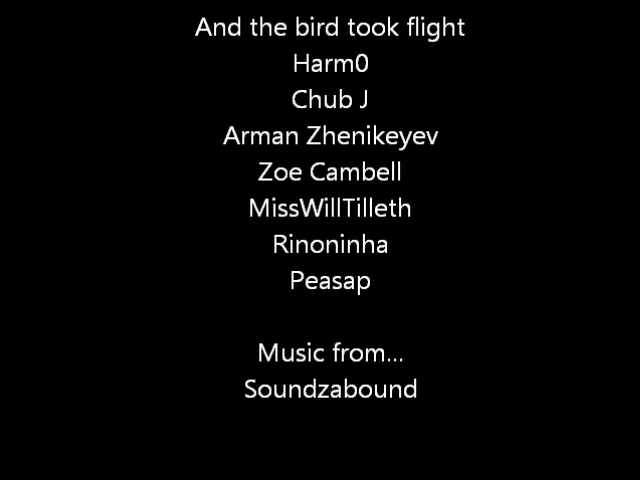 And the bird took flight
Harm0
Chub J
Arman Zhenikeyev
Zoe Cambell
MissWillTilleth
Rinoninha
Peasap
Music from...
Soundzabound